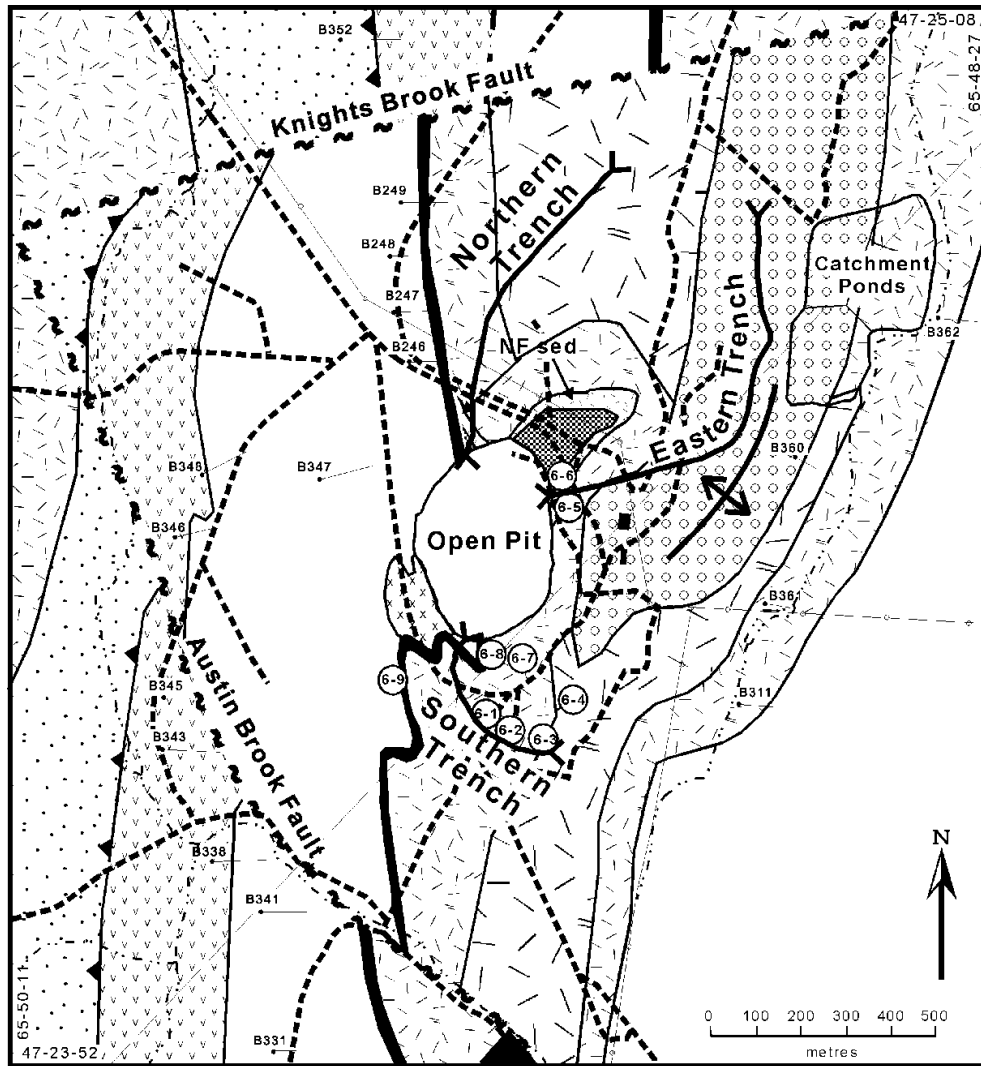 47-25-08
65-48-27
B352
Knights Brook Fault
B249
Northern
Trench
B248
B247
Catchment
Ponds
B246
NF sed
B362
Eastern Trench
B348
B347
B360
6-6
6-5
B346
Open Pit
B361
6-8
6-7
6-9
Austin Brook Fault
B345
6-4
B311
6-1
6-2
6-3
Southern
Trench
B343
N
B338
B341
65-50-11
B331
47-23-52
0 100 200 300 400 500
metres